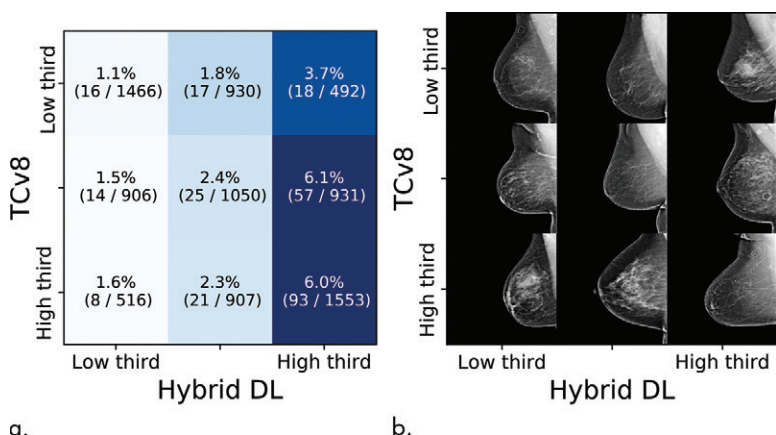 Low third
1.1%
(16 / 1466)
1.8%
(17 / 930)
3.7%
(18 / 492)
TCv8
1.5%
(14 / 906)
2.4%
(25 / 1050)
6.1%
(57 / 931)
High third
1.6%
(8 / 516)
2.3%
(21 / 907)
6.0%
(93 / 1553)
Low third
High third
Hybrid DL
a.
Low third
TCv8
High third
Low third
High third
Hybrid DL
b.